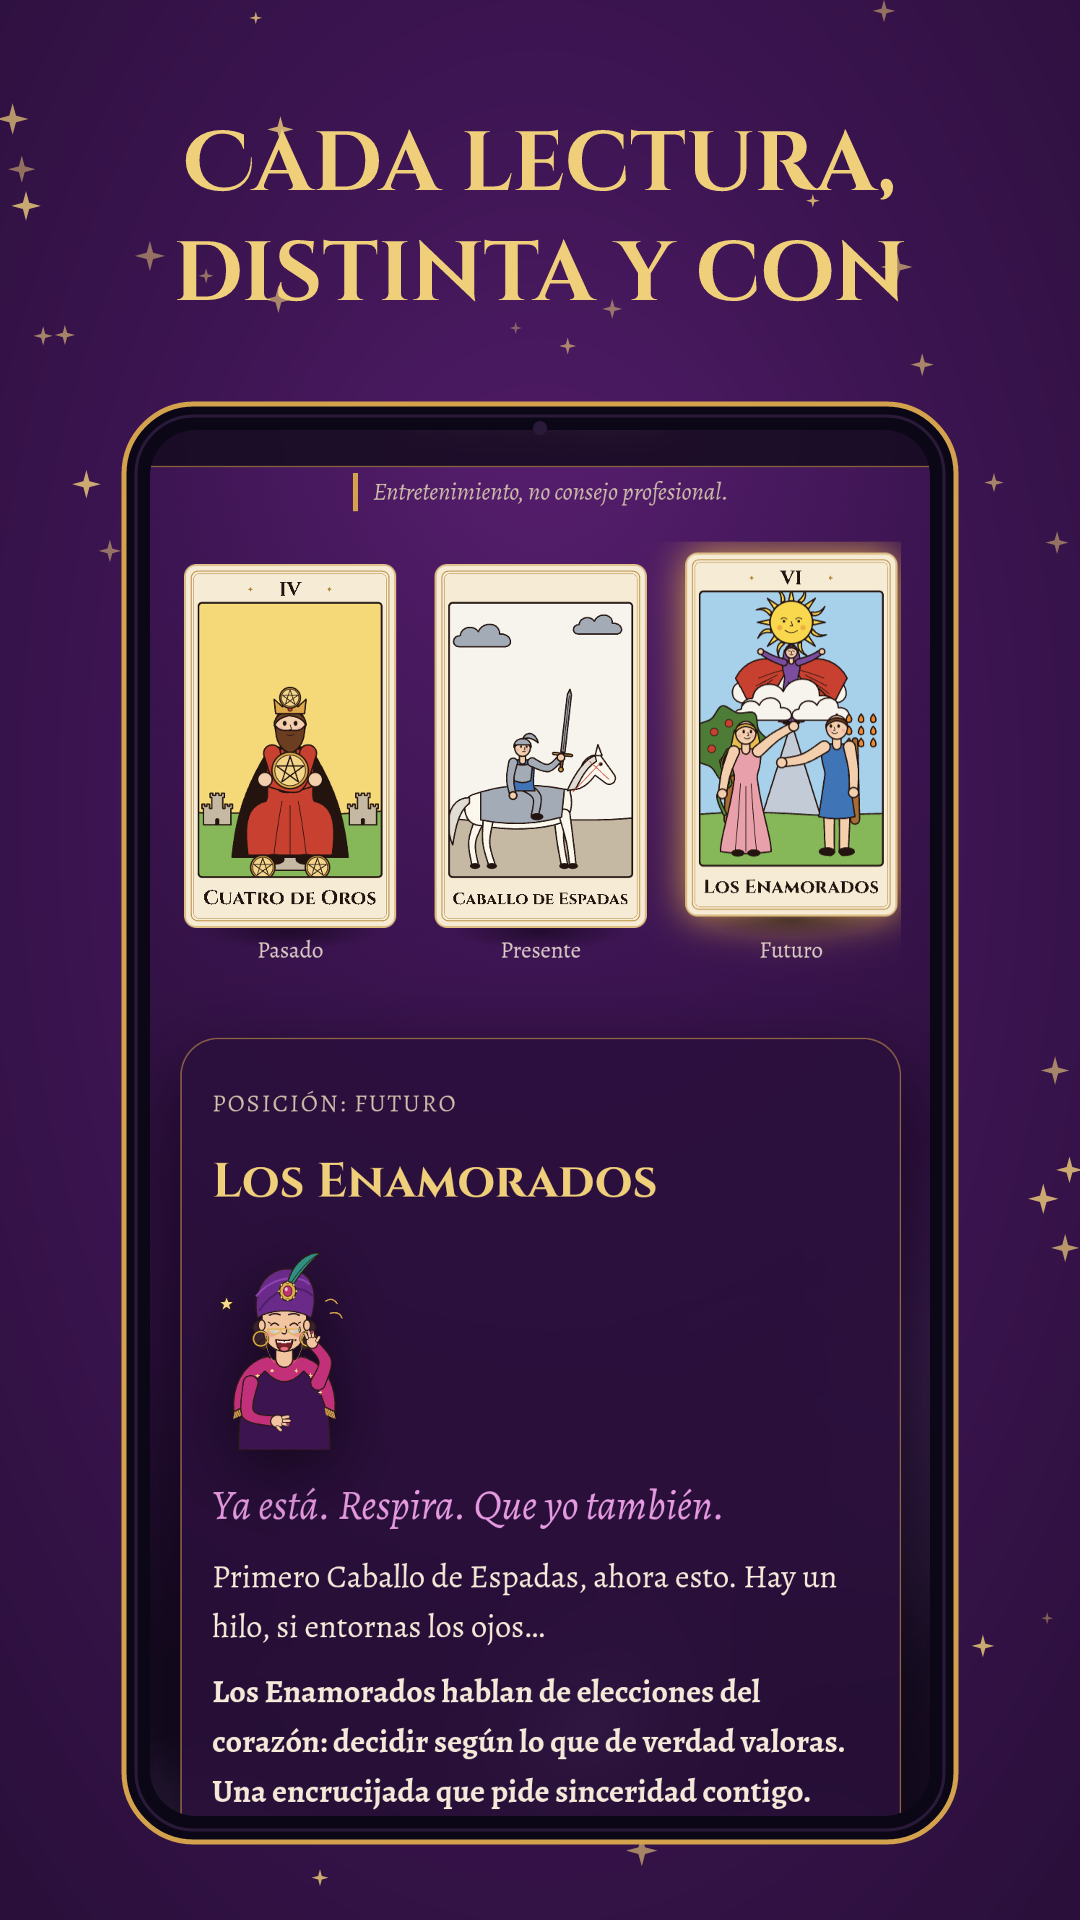 CADA LECTURA,
DISTINTA Y CON
Entretenimiento, no consejo profesional.
IV
CUATRO DE OROS
Pasado
CABALLO DE ESPADAS
Presente
VI
LOS ENAMORADOS
Futuro
POSICIÓN: FUTURO
LOS ENAMORADOS
Ya está. Respira. Que yo también.
Primero Caballo de Espadas, ahora esto. Hay un
hilo, si entornas los ojos...
Los Enamorados hablan de elecciones del
corazón: decidir según lo que de verdad valoras.
Una encrucijada que pide sinceridad contigo.